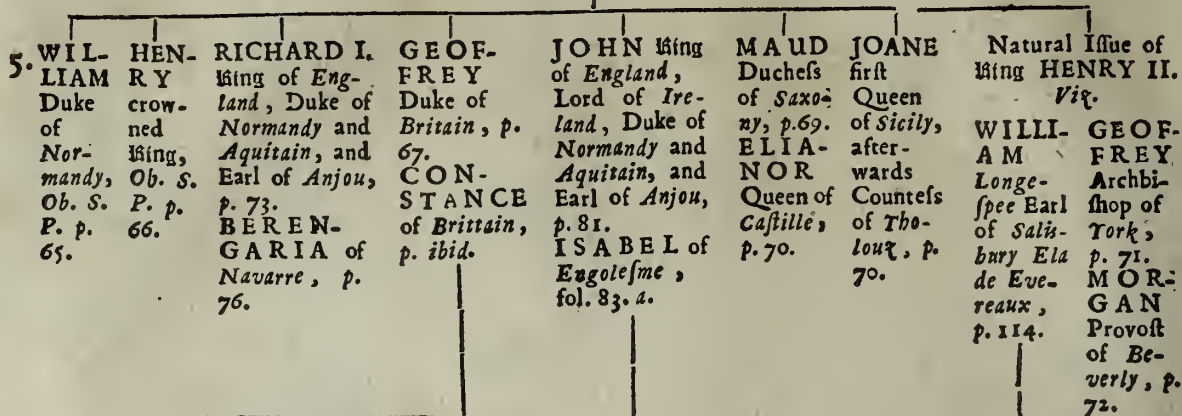 5. WIL-
LIAM
Duke
of
Nor-
mandy,
Ob. S.
P. p.
65.
HEN-
RY
crow-
ned
King,
Ob. S.
P. p.
66.
RICHARD I.
King of Eng-
land, Duke of
Normandy and
Aquitain, and
Earl of Anjou,
p. 73.
BEREN-
GARIA of
Navarre, p.
76.
GEOF-
FREY
Duke of
Britain, p.
67.
CON-
STANCE
of Brittain,
p. ibid.
JOHN King
of England,
Lord of Ire-
land, Duke of
Normandy and
Aquitain, and
Earl of Anjou,
p. 81.
ISABEL of
Engolesme,
fol. 83. a.
MAUD
Dutcheſs
of Saxo-
ny, p. 69.
ELIA-
NOR
Queen of
Caſtille,
p. 70.
JOANE
firſt
Queen
of Sicily,
after-
wards
Counteſs
of Tho-
louz, p.
70.
Natural Iſſue of
King HENRY II.
Viz.
WILLI-
AM
Longe-
ſpee Earl
of Salis-
bury Ela
de Eve-
reaux,
p. 114.
GEOF-
FREY
Archbi-
ſhop of
York,
p. 71.
MOR-
GAN
Provoſt
of Be-
verly, p.
72.